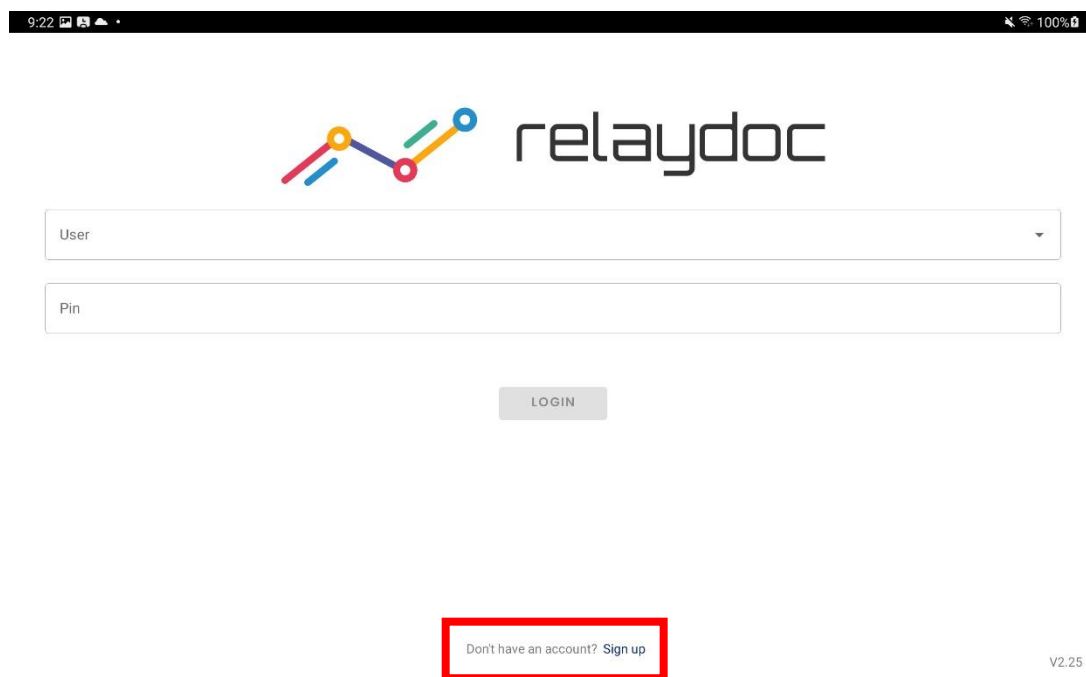 9:22
100%
relaydoc
User
Pin
LOGIN
Don't have an account? Sign up
V2.25